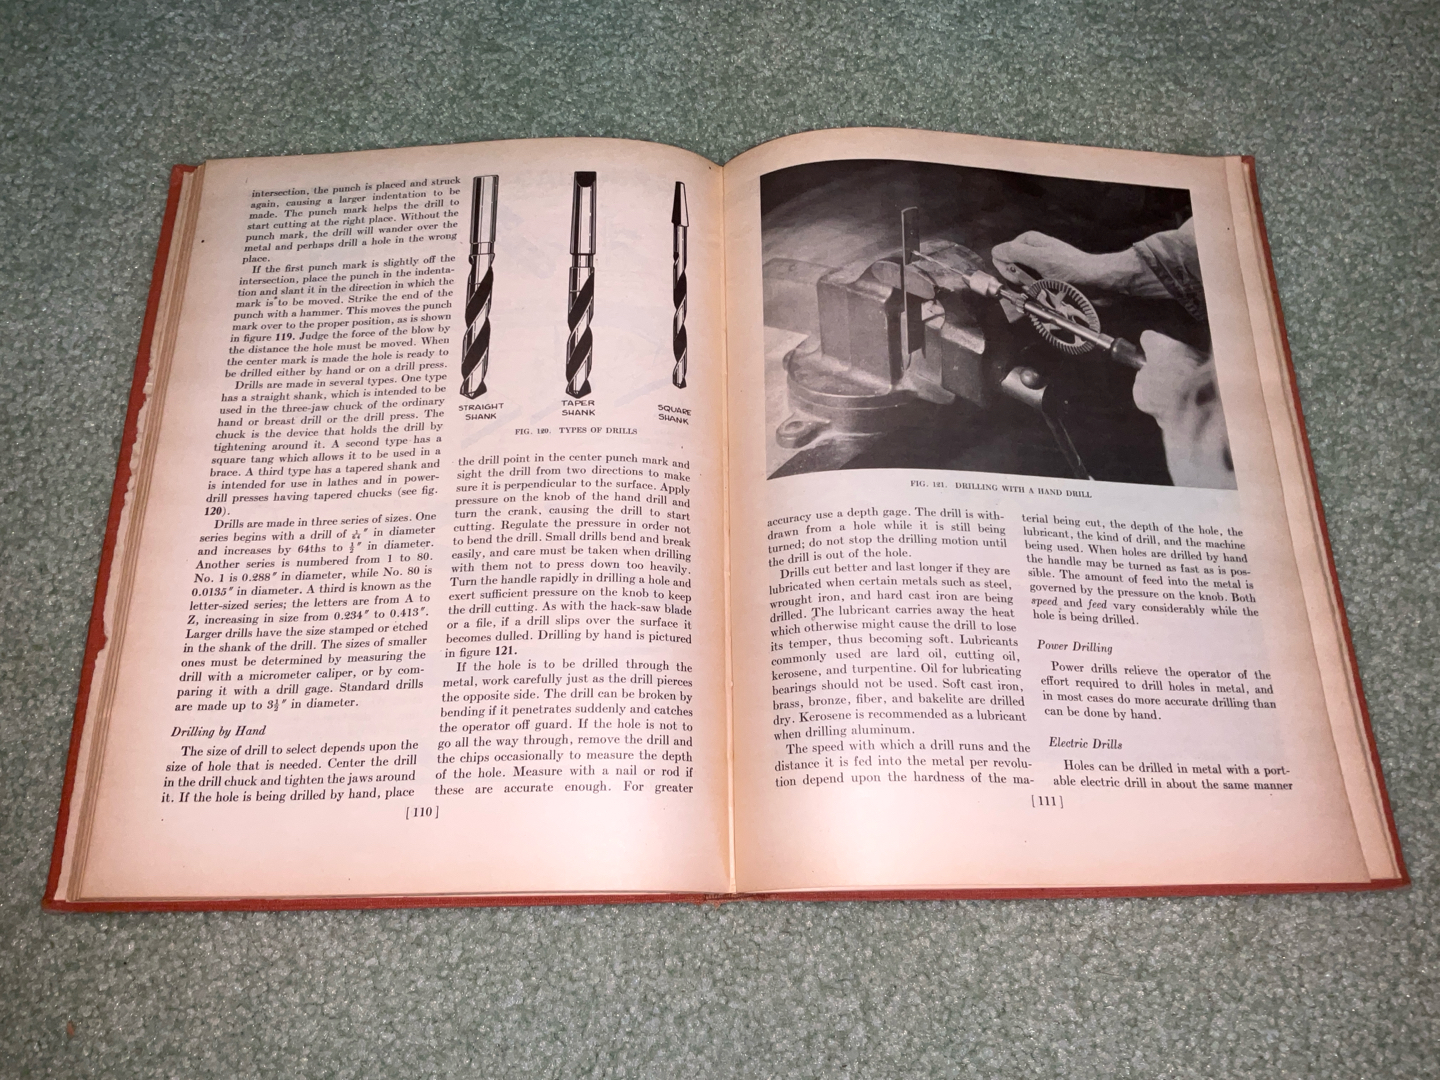 intersection, the punch is placed and struck
again, causing a larger indentation to be
made. The punch mark helps the drill to
start cutting at the right place. Without the
punch mark, the drill will wander over the
metal and perhaps drill a hole in the wrong
place.
If the first punch mark is slightly off the
intersection, place the punch in the indenta-
tion and slant it in the direction in which the
mark is to be moved. Strike the end of the
punch with a hammer. This moves the punch
mark over to the proper position, as is shown
in figure 119. Judge the force of the blow by
the distance the hole must be moved. When
the center mark is made the hole is ready to
be drilled either by hand or on a drill press.
Drills are made in several types. One type
has a straight shank, which is intended to be
used in the three-jaw chuck of the ordinary
hand or breast drill or the drill press. The
chuck is the device that holds the drill by
tightening around it. A second type has a
square tang which allows it to be used in a
brace. A third type has a tapered shank and
is intended for use in lathes and in power-
drill presses having tapered chucks (see fig.
120).
Drills are made in three series of sizes. One
series begins with a drill of 1/64″ in diameter
and increases by 64ths to ½″ in diameter.
Another series is numbered from 1 to 80.
No. 1 is 0.288″ in diameter, while No. 80 is
0.0135″ in diameter. A third is known as the
letter-sized series; the letters are from A to
Z, increasing in size from 0.234″ to 0.413″.
Larger drills have the size stamped or etched
in the shank of the drill. The sizes of smaller
ones must be determined by measuring the
drill with a micrometer caliper, or by com-
paring it with a drill gage. Standard drills
are made up to 3½″ in diameter.
Drilling by Hand
The size of drill to select depends upon the
size of hole that is needed. Center the drill
in the drill chuck and tighten the jaws around
it. If the hole is being drilled by hand, place
STRAIGHT
SHANK
TAPER
SHANK
SQUARE
SHANK
FIG. 120. TYPES OF DRILLS
the drill point in the center punch mark and
sight the drill from two directions to make
sure it is perpendicular to the surface. Apply
pressure on the knob of the hand drill and
turn the crank, causing the drill to start
cutting. Regulate the pressure in order not
to bend the drill. Small drills bend and break
easily, and care must be taken when drilling
with them not to press down too heavily.
Turn the handle rapidly in drilling a hole and
exert sufficient pressure on the knob to keep
the drill cutting. As with the hack-saw blade
or a file, if a drill slips over the surface it
becomes dulled. Drilling by hand is pictured
in figure 121.
If the hole is to be drilled through the
metal, work carefully just as the drill pierces
the opposite side. The drill can be broken by
bending if it penetrates suddenly and catches
the operator off guard. If the hole is not to
go all the way through, remove the drill and
the chips occasionally to measure the depth
of the hole. Measure with a nail or rod if
these are accurate enough. For greater
[ 110 ]
FIG. 121. DRILLING WITH A HAND DRILL
accuracy use a depth gage. The drill is with-
drawn from a hole while it is still being
turned; do not stop the drilling motion until
the drill is out of the hole.
Drills cut better and last longer if they are
lubricated when certain metals such as steel,
wrought iron, and hard cast iron are being
drilled. The lubricant carries away the heat
which otherwise might cause the drill to lose
its temper, thus becoming soft. Lubricants
commonly used are lard oil, cutting oil,
kerosene, and turpentine. Oil for lubricating
bearings should not be used. Soft cast iron,
brass, bronze, fiber, and bakelite are drilled
dry. Kerosene is recommended as a lubricant
when drilling aluminum.
The speed with which a drill runs and the
distance it is fed into the metal per revolu-
tion depend upon the hardness of the ma-
terial being cut, the depth of the hole, the
lubricant, the kind of drill, and the machine
being used. When holes are drilled by hand
the handle may be turned as fast as is pos-
sible. The amount of feed into the metal is
governed by the pressure on the knob. Both
speed and feed vary considerably while the
hole is being drilled.
Power Drilling
Power drills relieve the operator of the
effort required to drill holes in metal, and
in most cases do more accurate drilling than
can be done by hand.
Electric Drills
Holes can be drilled in metal with a port-
able electric drill in about the same manner
[ 111 ]